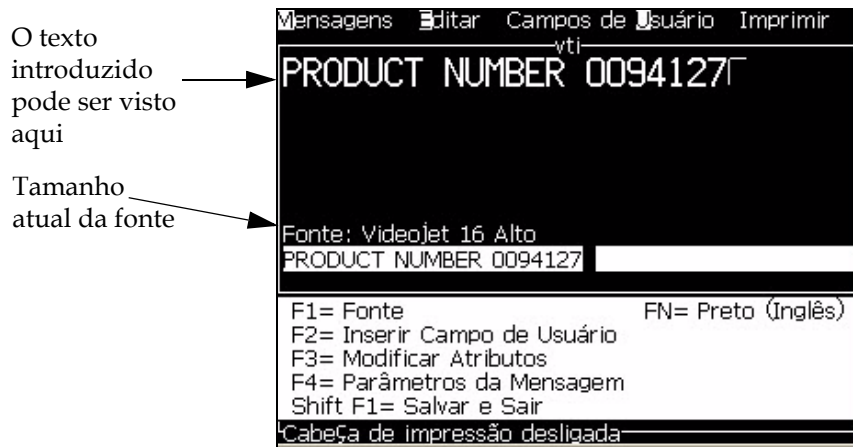 O texto
introduzido
pode ser visto
aqui
Tamanho
atual da fonte
Mensagens Editar Campos de Usuário Imprimir
vti
PRODUCT NUMBER 0094127
Fonte: Videojet 16 Alto
PRODUCT NUMBER 0094127
F1= Fonte FN= Preto (Inglês)
F2= Inserir Campo de Usuário
F3= Modificar Atributos
F4= Parâmetros da Mensagem
Shift F1= Salvar e Sair
Cabeça de impressão desligada